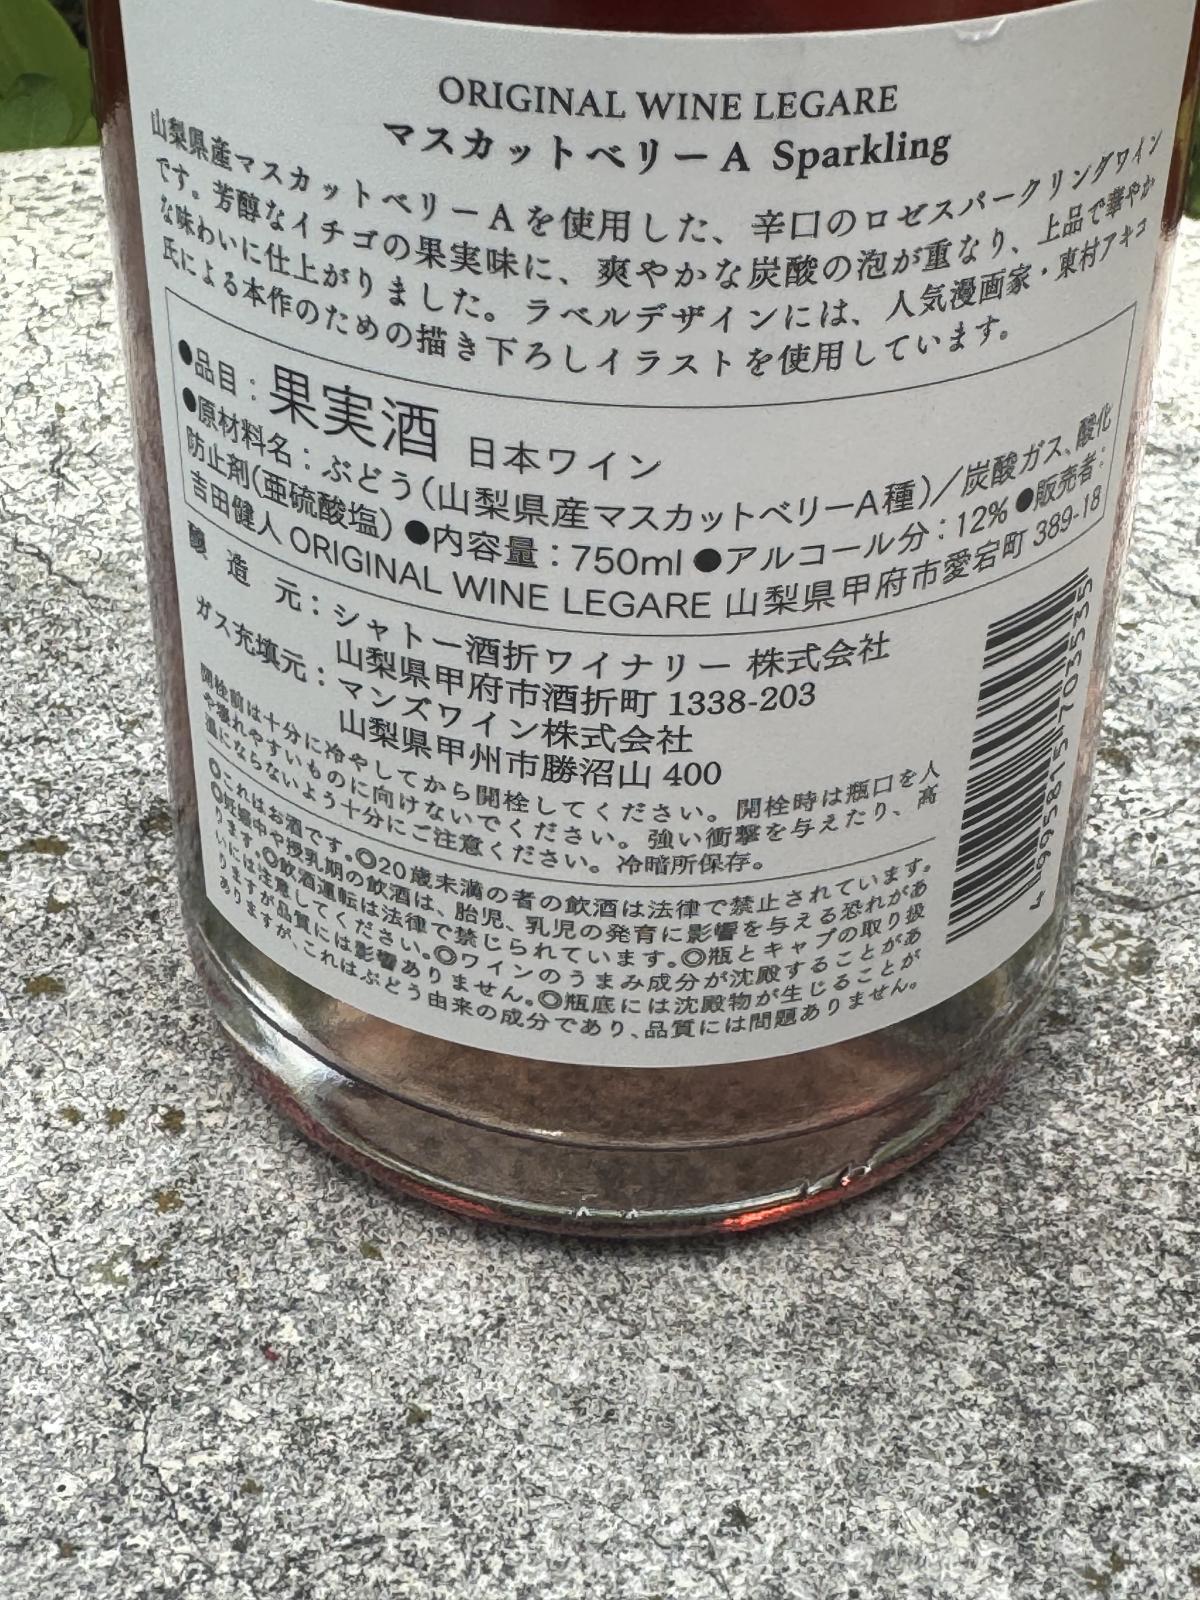 ORIGINAL WINE LEGARE
マスカットベリーA Sparkling
山梨県産マスカットベリーAを使用した、辛口のロゼスパークリングワイン
です。芳醇なイチゴの果実味に、爽やかな炭酸の泡が重なり、上品で華やか
な味わいに仕上がりました。ラベルデザインには、人気漫画家・東村アキコ
氏による本作のための描き下ろしイラストを使用しています。
●品目：果実酒 日本ワイン
●原材料名：ぶどう(山梨県産マスカットベリーA種)／炭酸ガス、酸化
防止剤(亜硫酸塩) ●内容量：750ml ●アルコール分：12% ●販売者：
吉田健人 ORIGINAL WINE LEGARE 山梨県甲府市愛宕町 389-18
醸造元：シャトー酒折ワイナリー 株式会社
山梨県甲府市酒折町 1338-203
ガス充填元：マンズワイン株式会社
山梨県甲州市勝沼山 400
開栓前は十分に冷やしてから開栓してください。開栓時は瓶口を人
や壊れやすいものに向けないでください。強い衝撃を与えたり、高
温にならないよう十分にご注意ください。冷暗所保存。
◎これはお酒です。◎20歳未満の者の飲酒は法律で禁止されています。
◎妊娠中や授乳期の飲酒は、胎児、乳児の発育に影響を与える恐れがあ
ります。◎飲酒運転は法律で禁じられています。◎瓶とキャップの取り扱
いには注意してください。◎ワインのうまみ成分が沈殿することがあ
りますが品質には影響ありません。◎瓶底には沈殿物が生じることが
ありますが、これはぶどう由来の成分であり、品質には問題ありません。
4 995815 703535